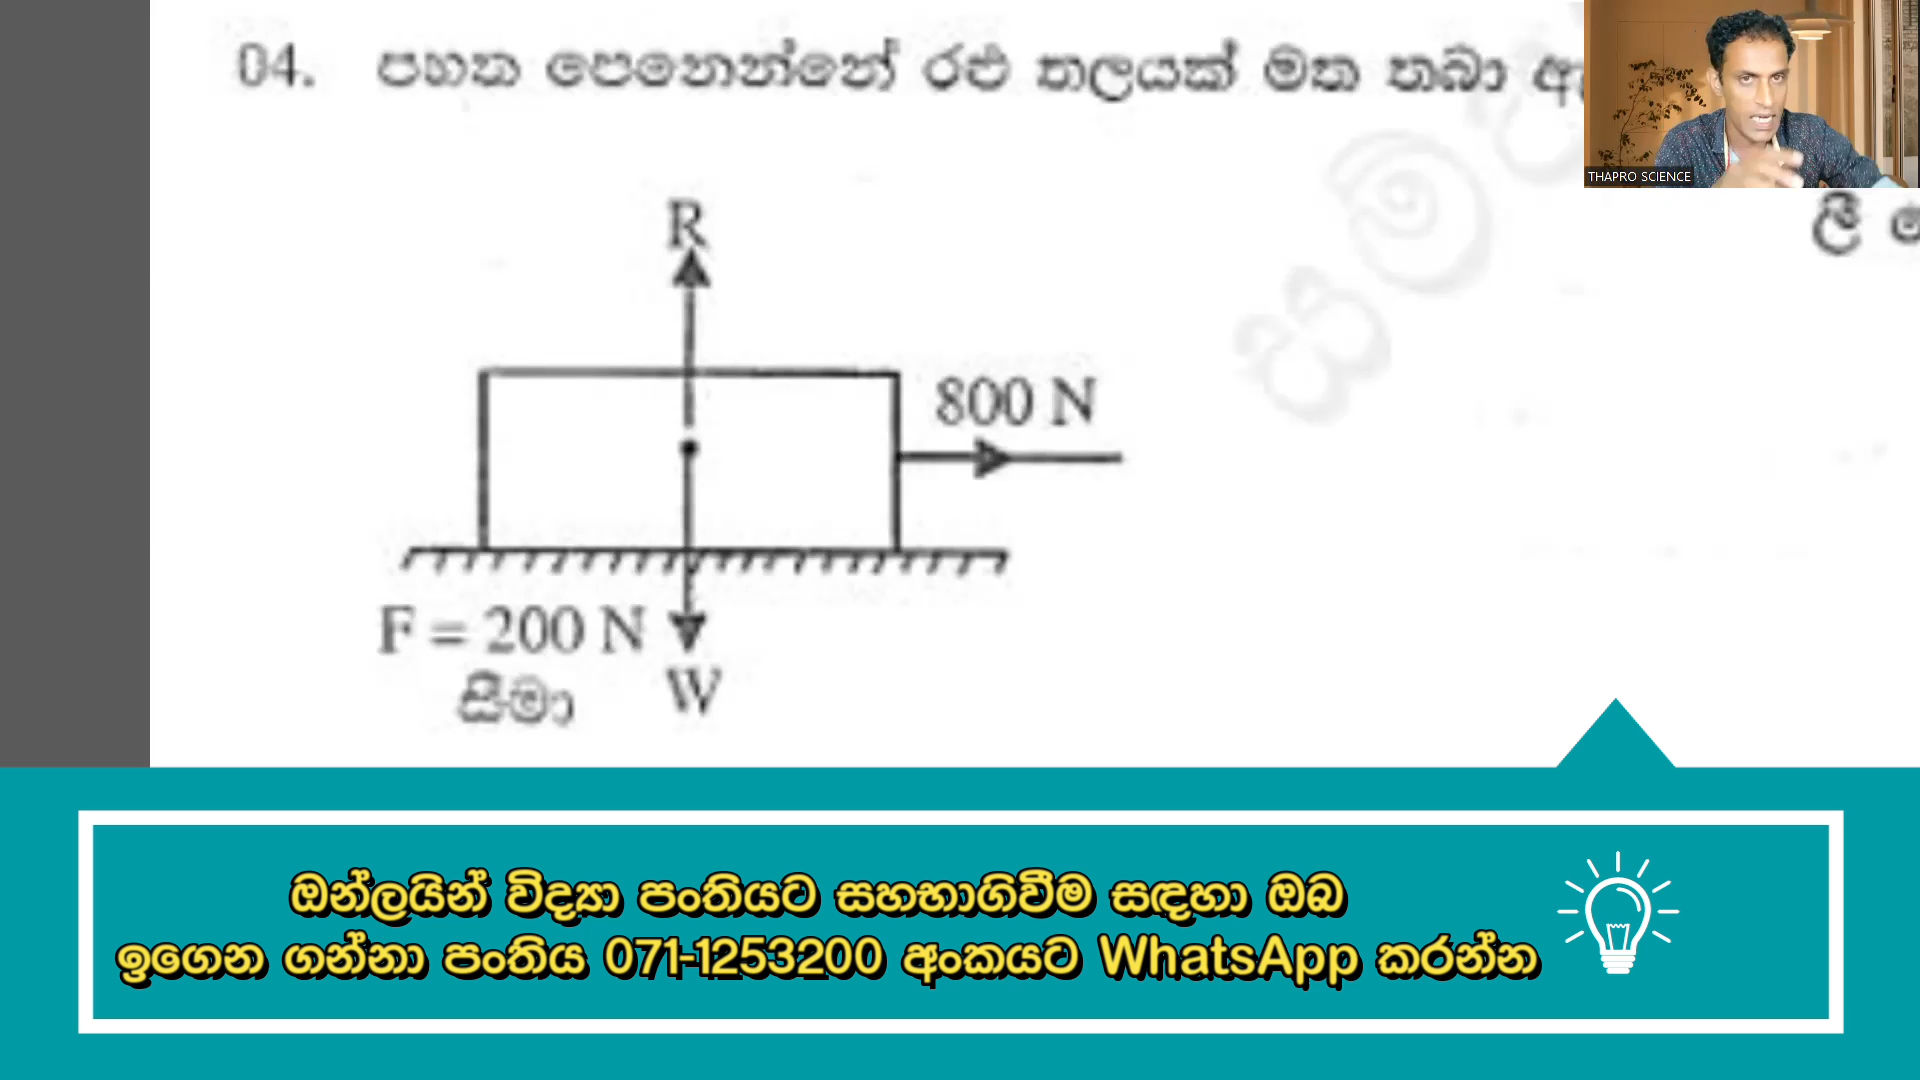 04. පහත පෙනෙන්නේ රළු තලයක් මත තබා
THAPRO SCIENCE
ලී
R
800 N
F = 200 N
W
සීමා
ඔන්ලයින් විද්‍යා පංතියට සහභාගිවීම සඳහා ඔබ
ඉගෙන ගන්නා පංතිය 071-1253200 අංකයට WhatsApp කරන්න